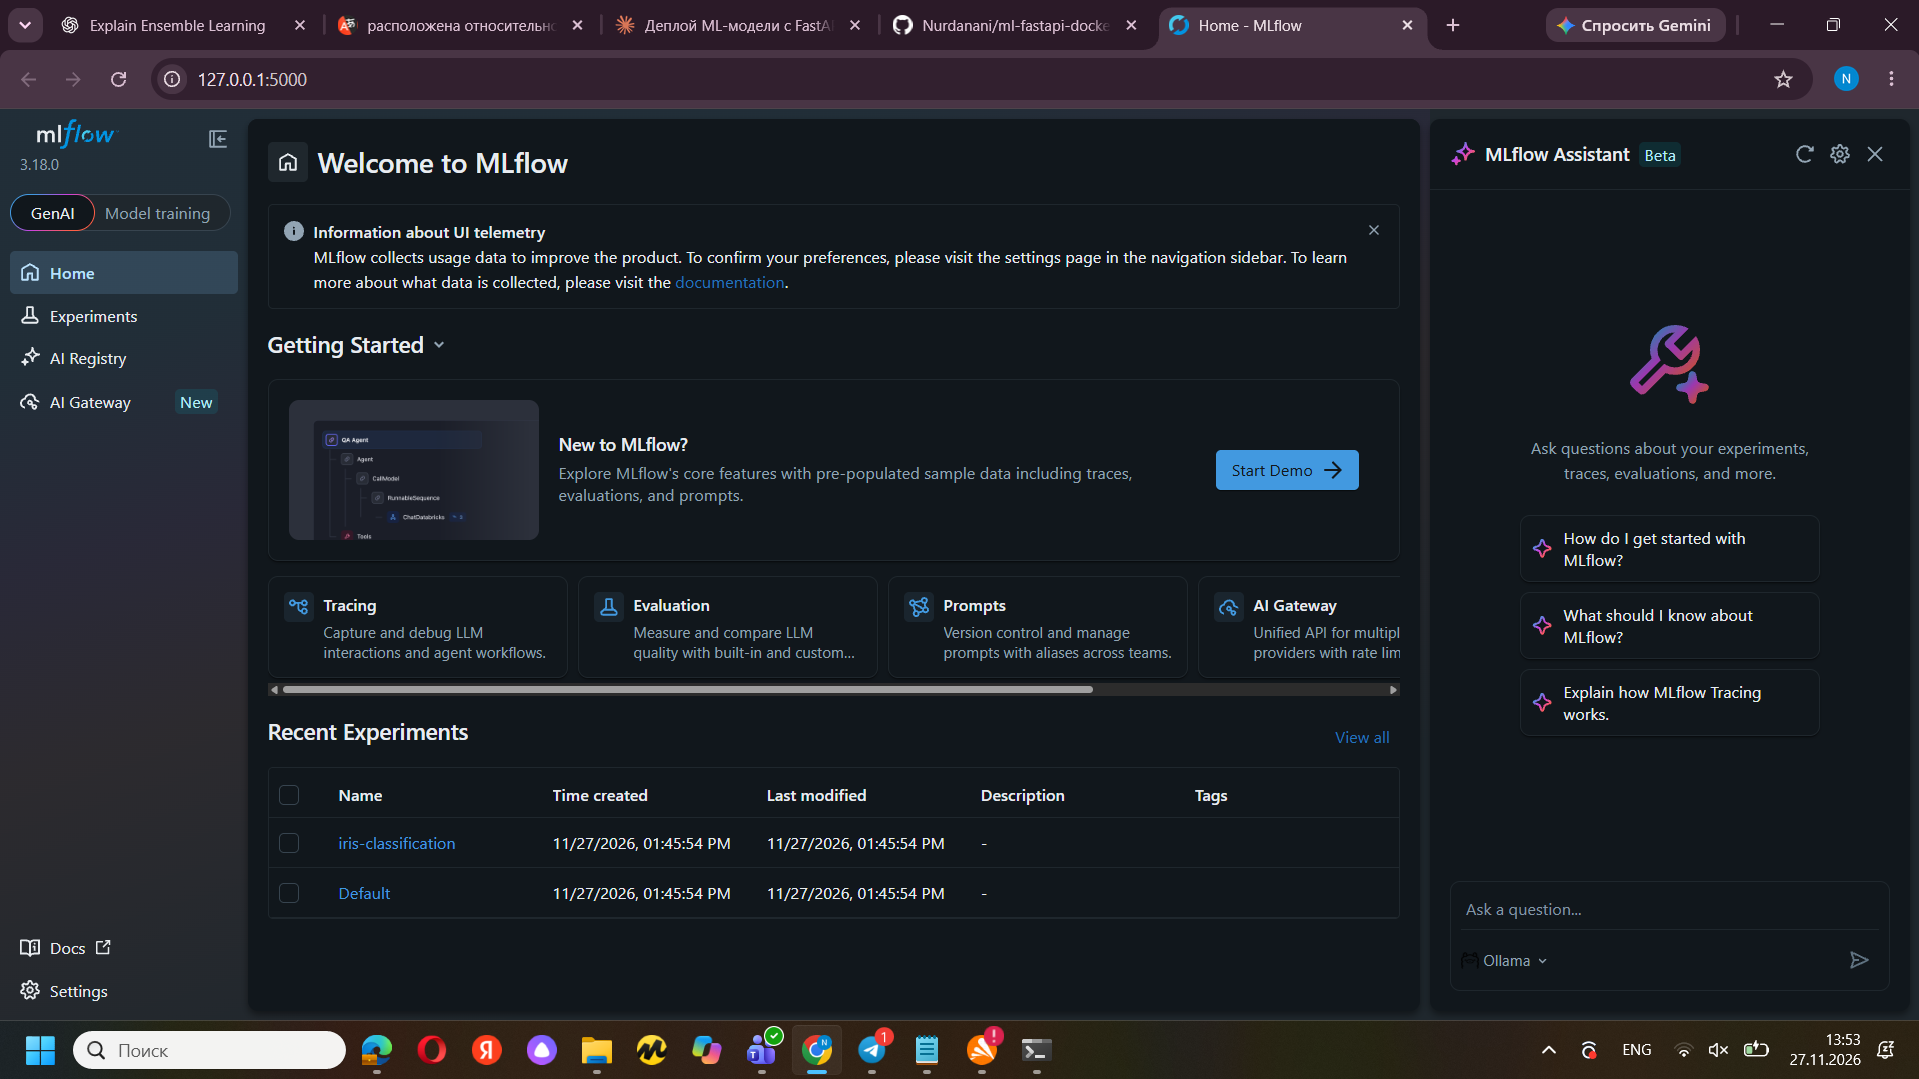 Explain Ensemble Learning
расположена относительно
Деплой ML-модели с FastAI
Nurdanani/ml-fastapi-docke
Home - MLflow
Спросить Gemini
127.0.0.1:5000
N
mlflow
3.18.0
GenAI
Model training
Home
Experiments
AI Registry
AI Gateway
New
Docs
Settings
Welcome to MLflow
Information about UI telemetry
MLflow collects usage data to improve the product. To confirm your preferences, please visit the settings page in the navigation sidebar. To learn
more about what data is collected, please visit the documentation.
Getting Started
QA Agent
Agent
CallModel
RunnableSequence
ChatDatabricks
Tools
New to MLflow?
Explore MLflow's core features with pre-populated sample data including traces,
evaluations, and prompts.
Start Demo
Tracing
Capture and debug LLM
interactions and agent workflows.
Evaluation
Measure and compare LLM
quality with built-in and custom...
Prompts
Version control and manage
prompts with aliases across teams.
AI Gateway
Unified API for multipl
providers with rate lim
Recent Experiments
View all
Name Time created Last modified Description Tags
iris-classification 11/27/2026, 01:45:54 PM 11/27/2026, 01:45:54 PM -
Default 11/27/2026, 01:45:54 PM 11/27/2026, 01:45:54 PM -
MLflow Assistant Beta
Ask questions about your experiments,
traces, evaluations, and more.
How do I get started with
MLflow?
What should I know about
MLflow?
Explain how MLflow Tracing
works.
Ask a question...
Ollama
Поиск
1
ENG
13:53
27.11.2026